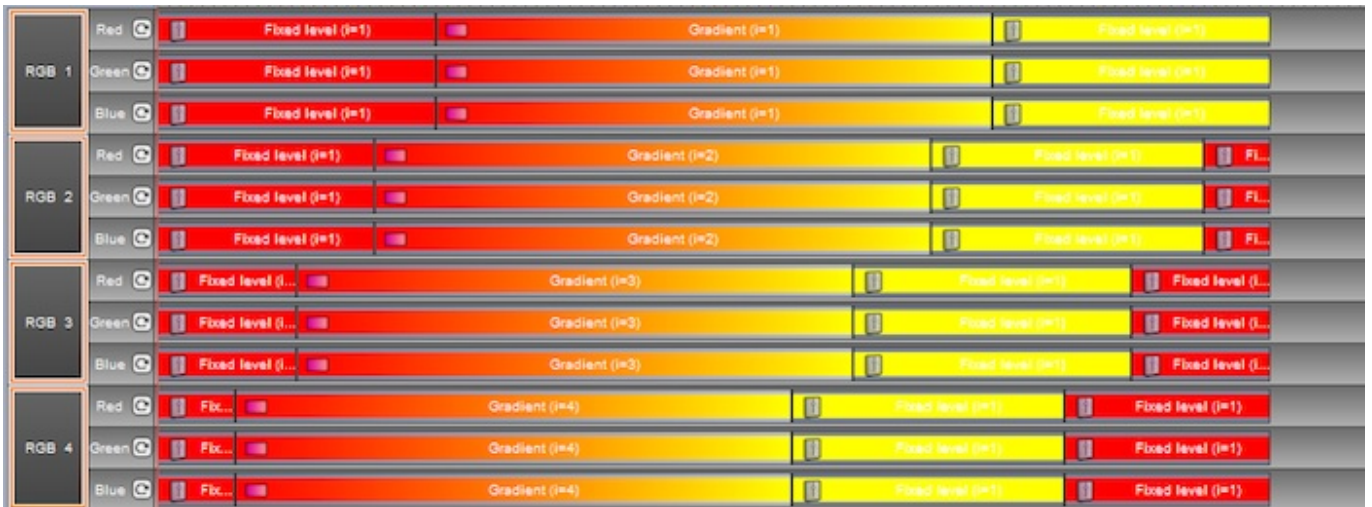 Red Fixed level (i=1) Gradient (i=1) Fixed level (i=1)
RGB 1 Green Fixed level (i=1) Gradient (i=1) Fixed level (i=1)
Blue Fixed level (i=1) Gradient (i=1) Fixed level (i=1)
Red Fixed level (i=1) Gradient (i=2) Fixed level (i=1) Fi...
RGB 2 Green Fixed level (i=1) Gradient (i=2) Fixed level (i=1) Fi...
Blue Fixed level (i=1) Gradient (i=2) Fixed level (i=1) Fi...
Red Fixed level (i... Gradient (i=3) Fixed level (i=1) Fixed level (i...
RGB 3 Green Fixed level (i... Gradient (i=3) Fixed level (i=1) Fixed level (i...
Blue Fixed level (i... Gradient (i=3) Fixed level (i=1) Fixed level (i...
Red Fix... Gradient (i=4) Fixed level (i=1) Fixed level (i=1)
RGB 4 Green Fix... Gradient (i=4) Fixed level (i=1) Fixed level (i=1)
Blue Fix... Gradient (i=4) Fixed level (i=1) Fixed level (i=1)